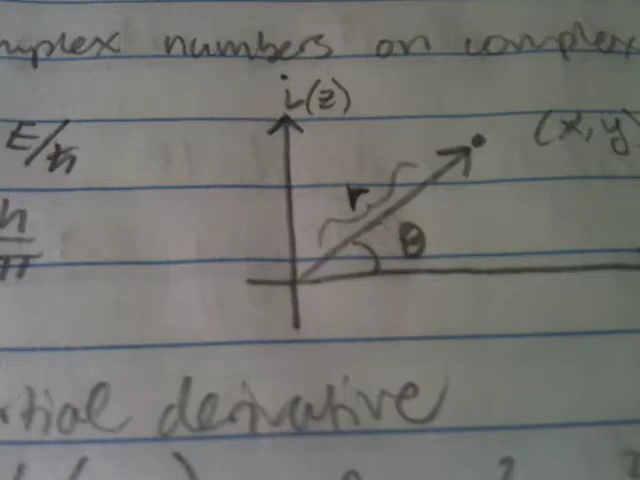 mplex numbers on complex
i(z)
E/ħ
(x,y)
r
θ
h
π
rtial derivative